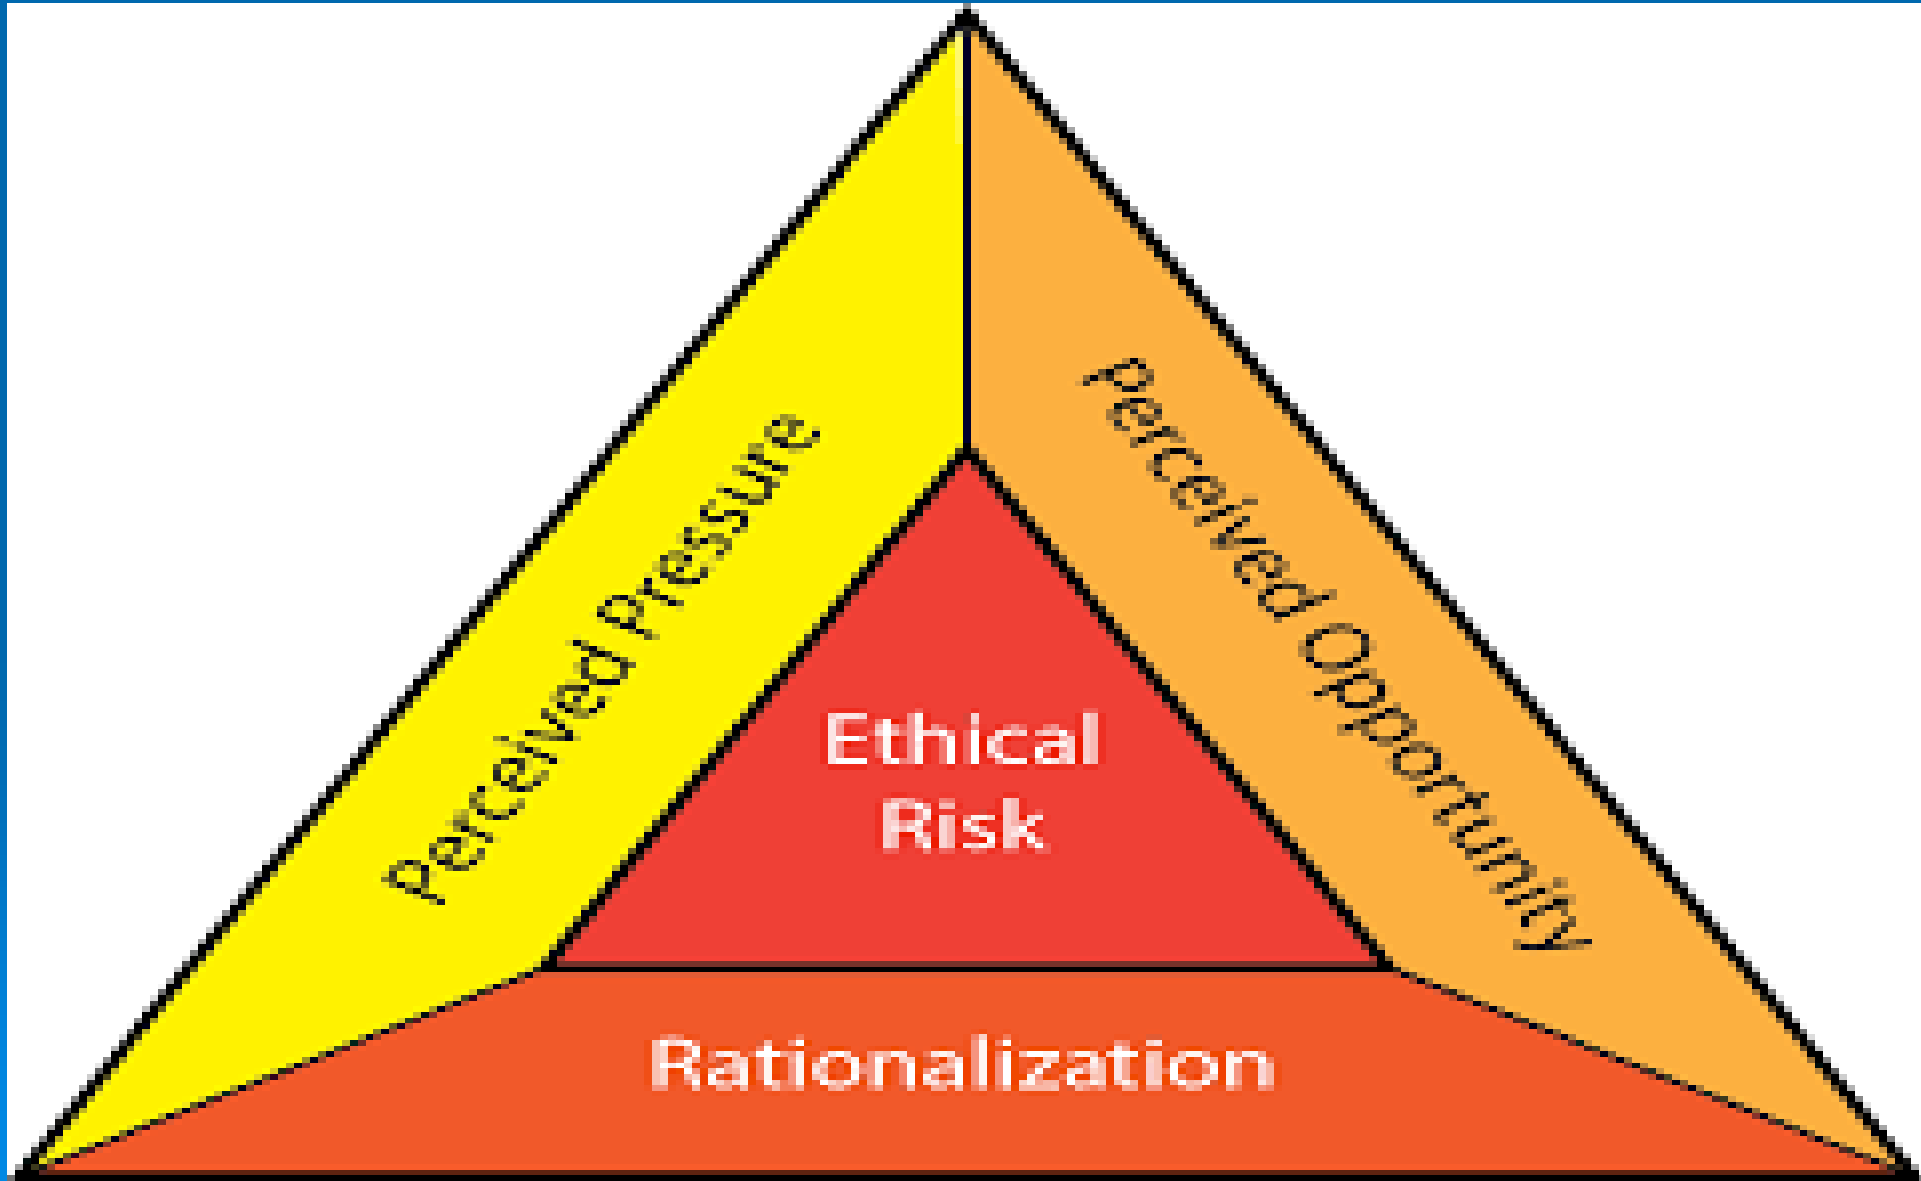 Perceived Pressure
Perceived Opportunity
Ethical
Risk
Rationalization